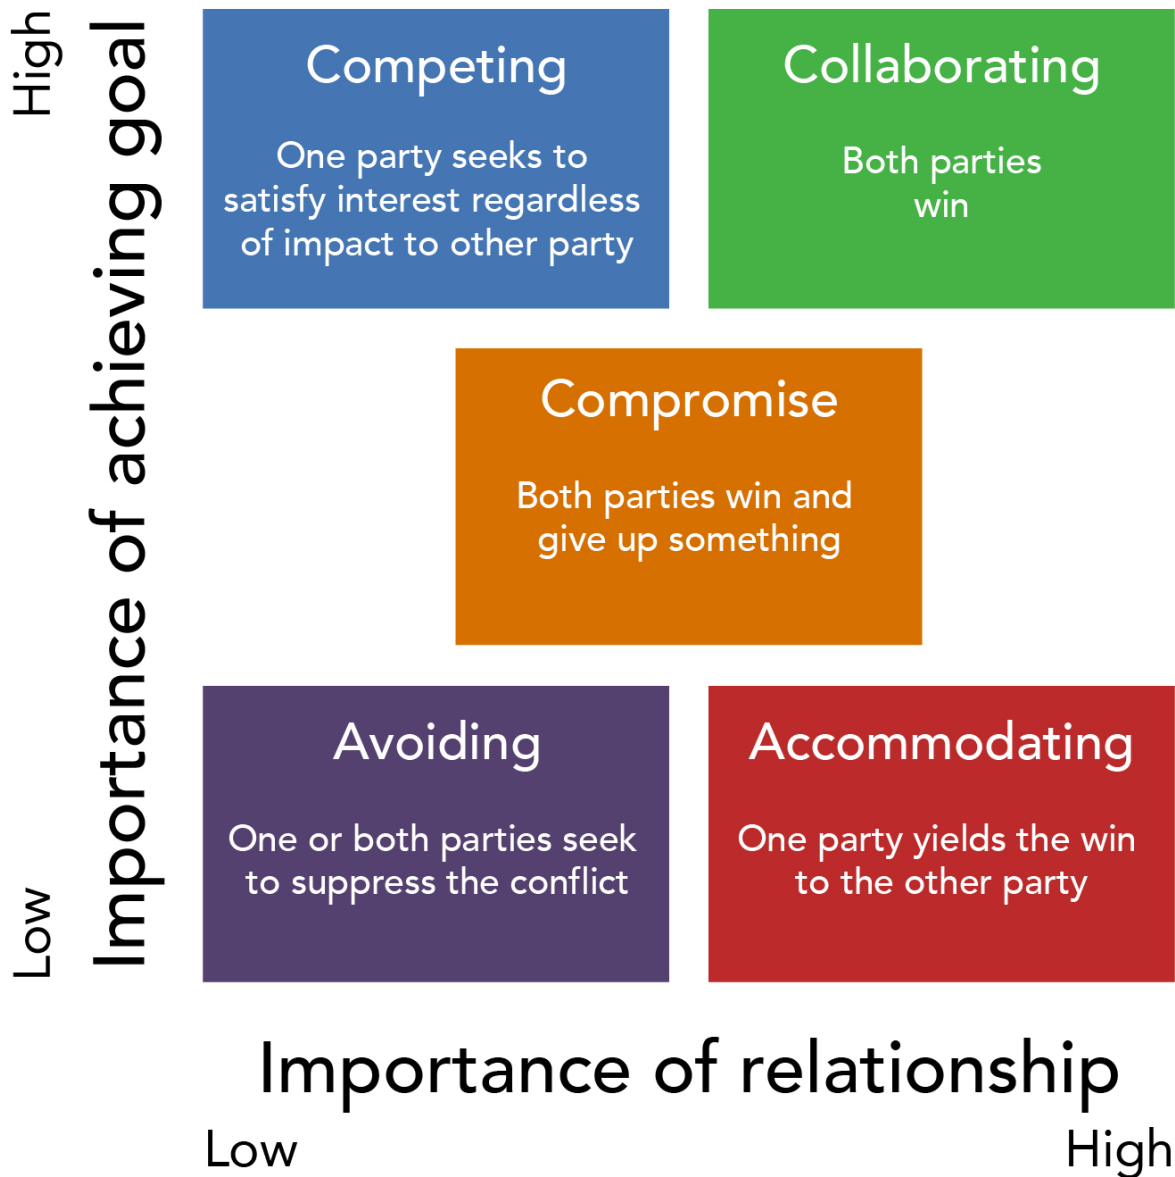 High
Importance of achieving goal
Low
Competing
One party seeks to
satisfy interest regardless
of impact to other party
Collaborating
Both parties
win
Compromise
Both parties win and
give up something
Avoiding
One or both parties seek
to suppress the conflict
Accommodating
One party yields the win
to the other party
Importance of relationship
Low
High